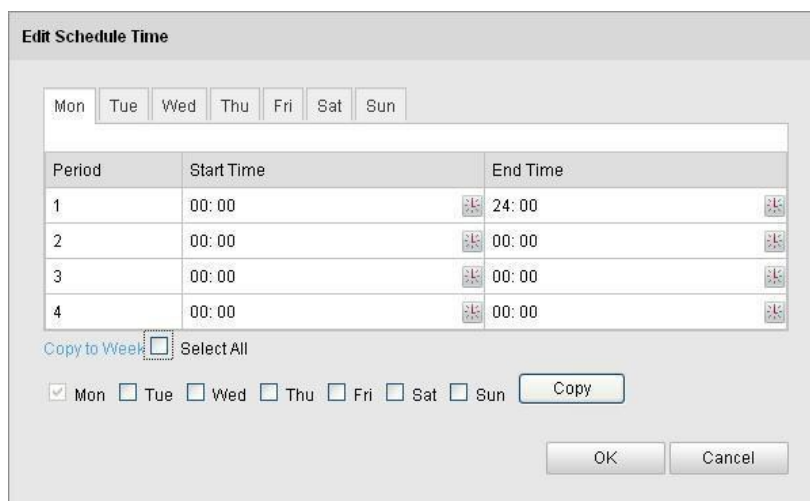 Edit Schedule Time
Mon Tue Wed Thu Fri Sat Sun
Period Start Time End Time
1 00: 00 24: 00
2 00: 00 00: 00
3 00: 00 00: 00
4 00: 00 00: 00
Copy to Week Select All
Mon Tue Wed Thu Fri Sat Sun Copy
OK Cancel